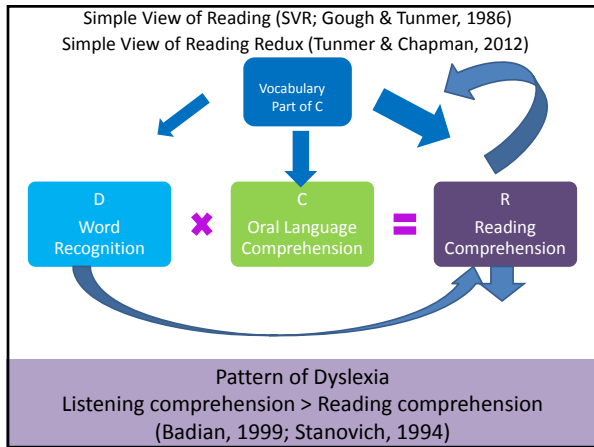 Simple View of Reading (SVR; Gough & Tunmer, 1986)
Simple View of Reading Redux (Tunmer & Chapman, 2012)
Vocabulary
Part of C
D
Word
Recognition
×
C
Oral Language
Comprehension
=
R
Reading
Comprehension
Pattern of Dyslexia
Listening comprehension > Reading comprehension
(Badian, 1999; Stanovich, 1994)